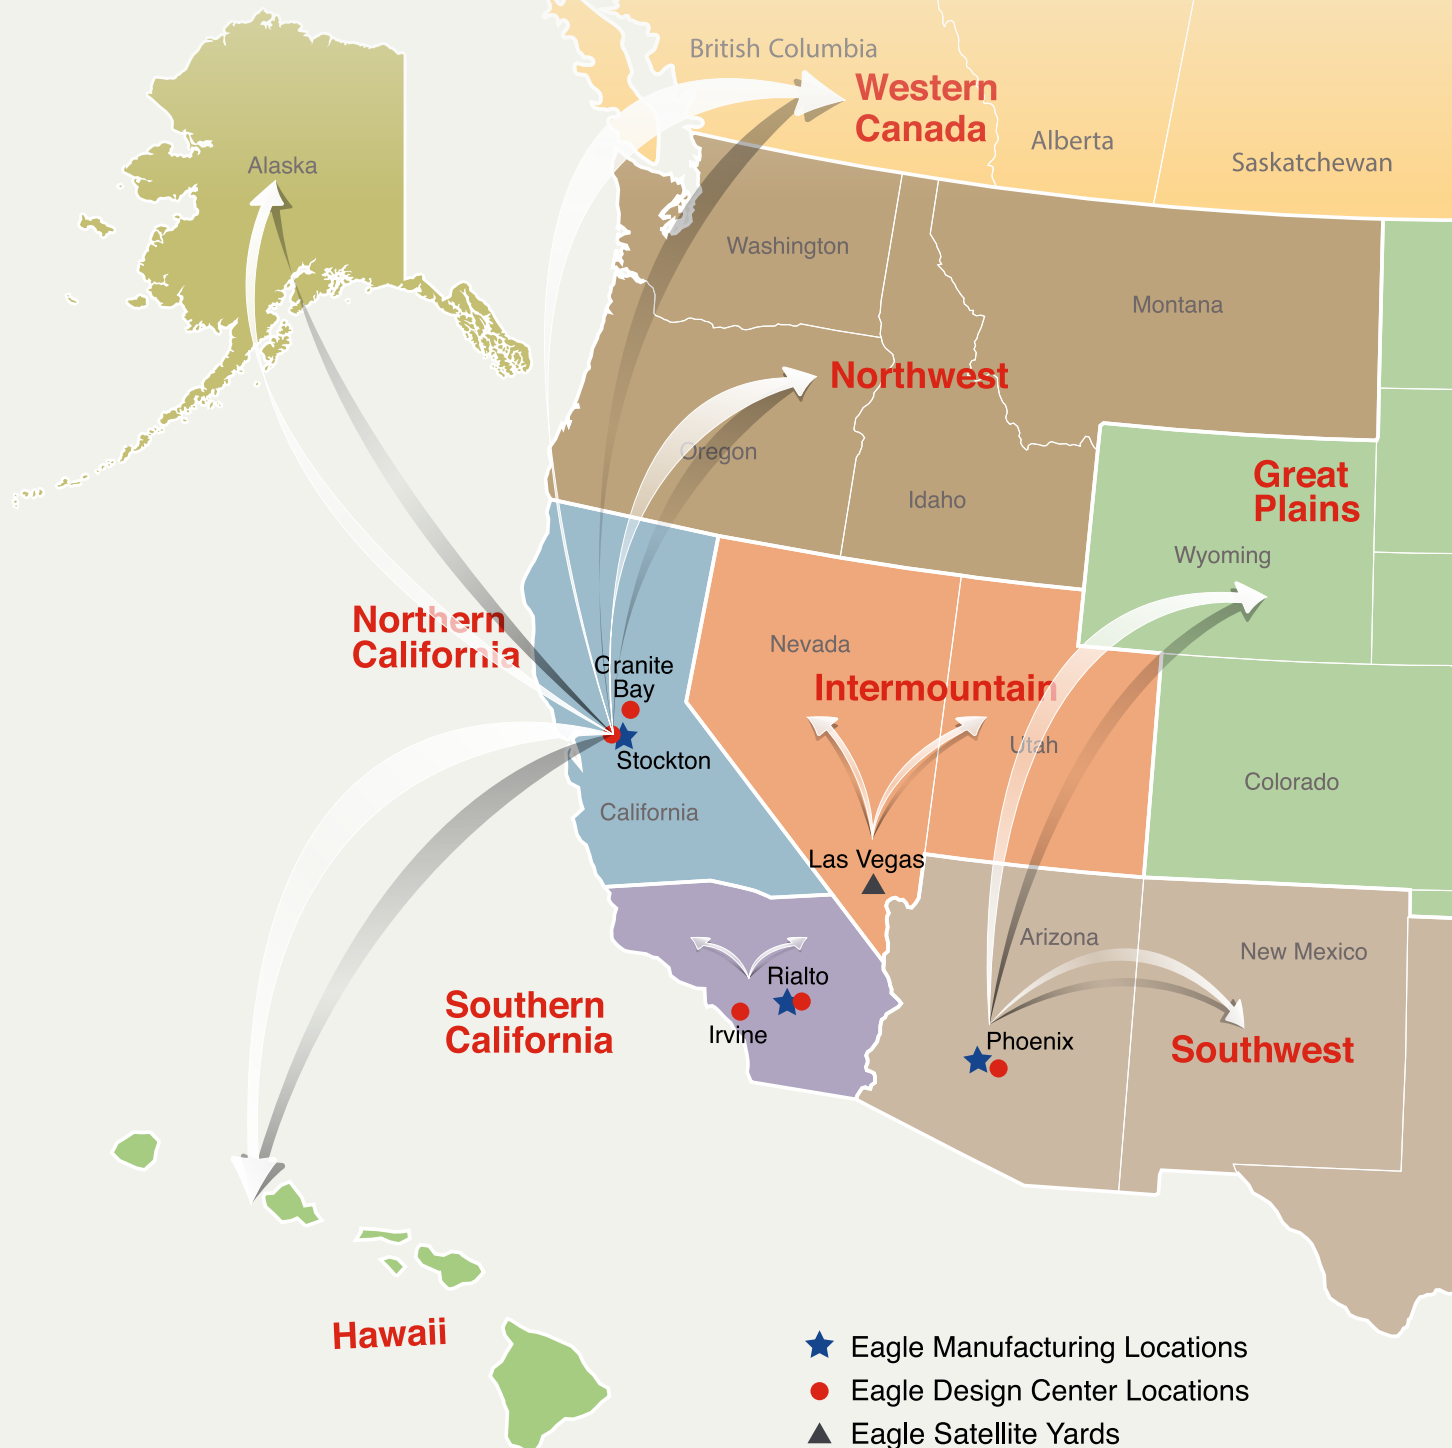 British Columbia
Western
Canada
Alberta
Saskatchewan
Alaska
Washington
Montana
Northwest
Oregon
Idaho
Great
Plains
Wyoming
Northern
California
Granite
Bay
Nevada
Intermountain
Utah
Stockton
Colorado
California
Las Vegas
Arizona
New Mexico
Rialto
Southern
California
Irvine
Phoenix
Southwest
Hawaii
Eagle Manufacturing Locations
Eagle Design Center Locations
Eagle Satellite Yards